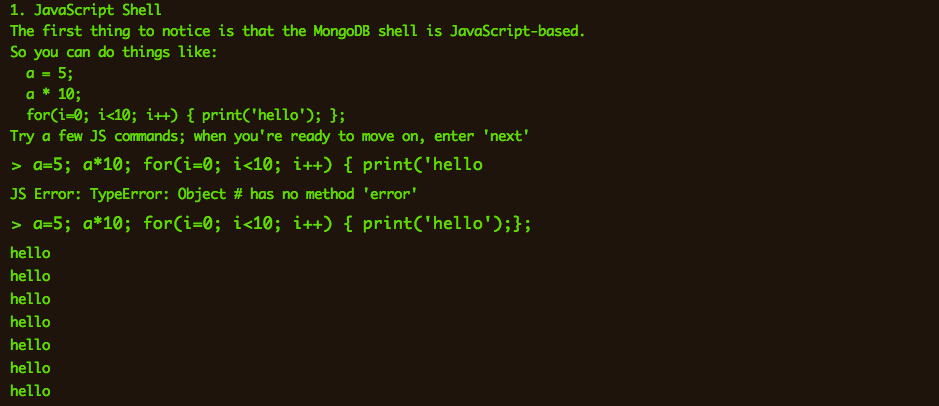 1. JavaScript Shell
The first thing to notice is that the MongoDB shell is JavaScript-based.
So you can do things like:
  a = 5;
  a * 10;
  for(i=0; i<10; i++) { print('hello'); };
Try a few JS commands; when you're ready to move on, enter 'next'
> a=5; a*10; for(i=0; i<10; i++) { print('hello
JS Error: TypeError: Object # has no method 'error'
> a=5; a*10; for(i=0; i<10; i++) { print('hello');};
hello
hello
hello
hello
hello
hello
hello